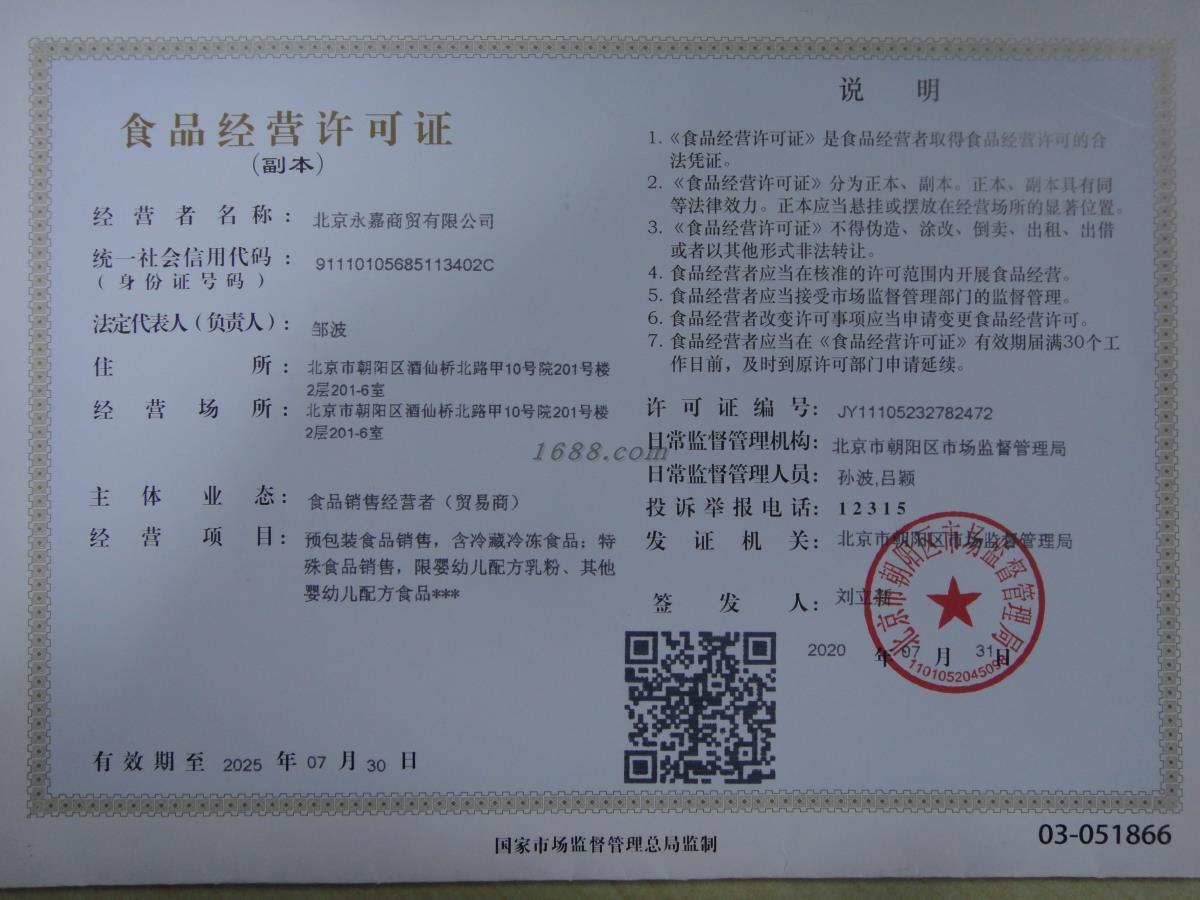 食品经营许可证
（副本）
经营者名称：北京永嘉商贸有限公司
统一社会信用代码：91110105685113402C
（身份证号码）
法定代表人（负责人）：邹波
住所：北京市朝阳区酒仙桥北路甲10号院201号楼
2层201-6室
经营场所：北京市朝阳区酒仙桥北路甲10号院201号楼
2层201-6室
主体业态：食品销售经营者（贸易商）
经营项目：预包装食品销售，含冷藏冷冻食品；特
殊食品销售，限婴幼儿配方乳粉、其他
婴幼儿配方食品***
有效期至 2025 年 07 月 30 日
说明
1.《食品经营许可证》是食品经营者取得食品经营许可的合
法凭证。
2.《食品经营许可证》分为正本、副本。正本、副本具有同
等法律效力。正本应当悬挂或摆放在经营场所的显著位置。
3.《食品经营许可证》不得伪造、涂改、倒卖、出租、出借
或者以其他形式非法转让。
4.食品经营者应当在核准的许可范围内开展食品经营。
5.食品经营者应当接受市场监督管理部门的监督管理。
6.食品经营者改变许可事项应当申请变更食品经营许可。
7.食品经营者应当在《食品经营许可证》有效期届满30个工
作日前，及时到原许可部门申请延续。
许可证编号：JY11105232782472
日常监督管理机构：北京市朝阳区市场监督管理局
日常监督管理人员：孙波,吕颖
投诉举报电话：12315
发证机关：北京市朝阳区市场监督管理局
签发人：刘立新
2020 年 07 月 31 日
北京市朝阳区市场监督管理局
1101052045098
1688.com
国家市场监督管理总局监制
03-051866